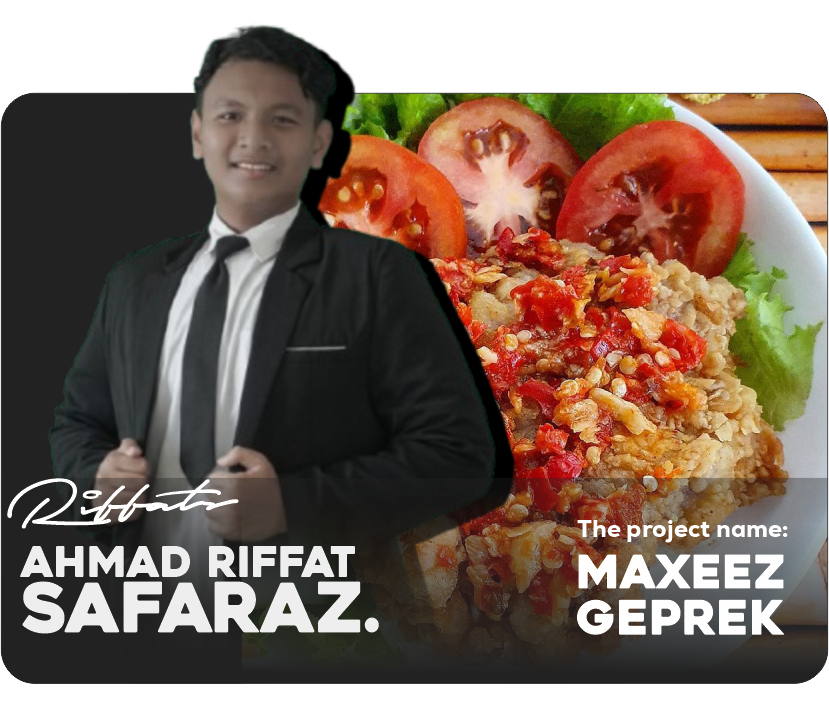 Riffats
AHMAD RIFFAT
SAFARAZ.
The project name:
MAXEEZ
GEPREK